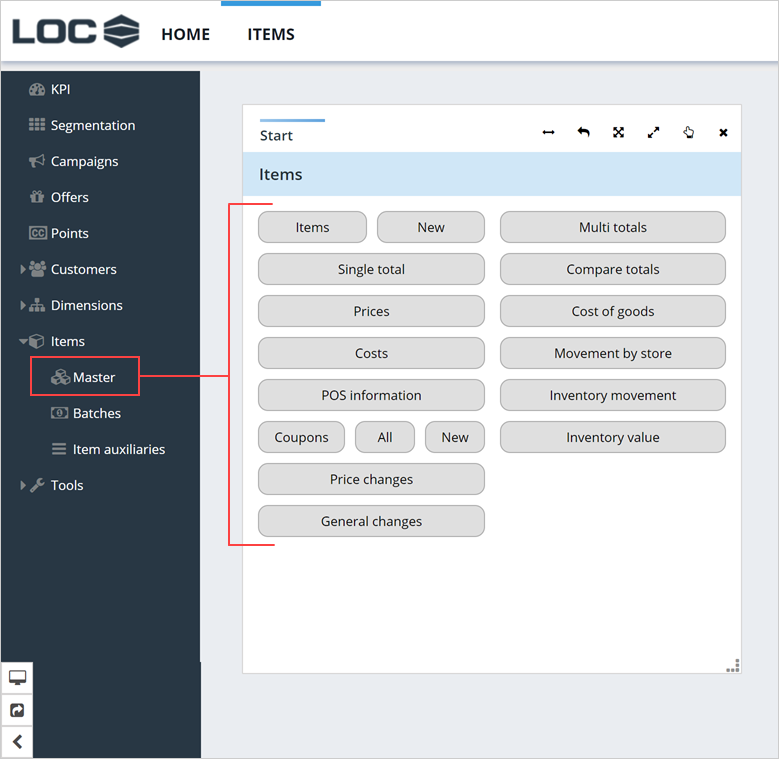 LOC HOME ITEMS
KPI
Segmentation
Campaigns
Offers
CC Points
Customers
Dimensions
Items
Master
Batches
Item auxiliaries
Tools
Start
Items
Items New Multi totals
Single total Compare totals
Prices Cost of goods
Costs Movement by store
POS information Inventory movement
Coupons All New Inventory value
Price changes
General changes